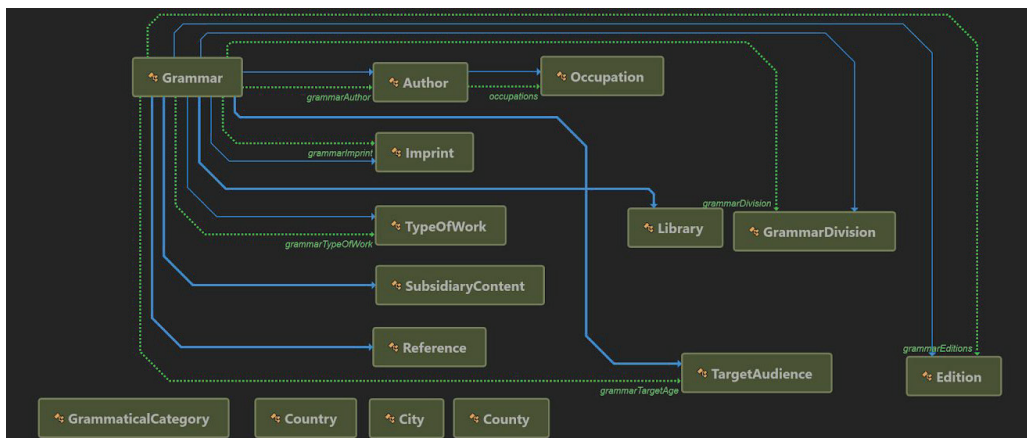 Grammar
Author
Occupation
grammarAuthor
occupations
Imprint
grammarImprint
grammarDivision
TypeOfWork
Library
GrammarDivision
grammarTypeOfWork
SubsidiaryContent
Reference
grammarEditions
TargetAudience
Edition
grammarTargetAge
GrammaticalCategory
Country
City
County